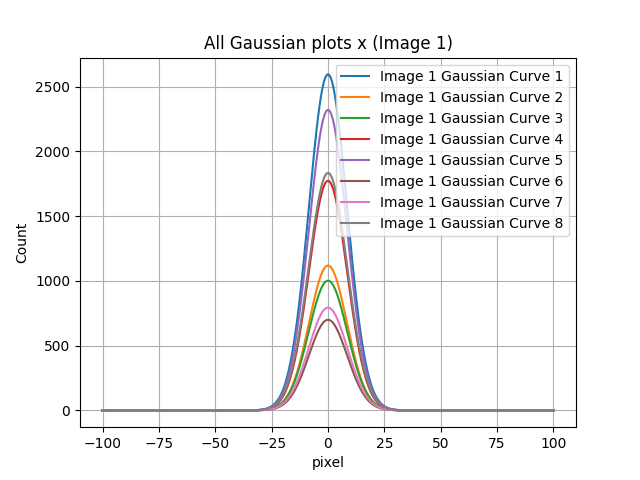 All Gaussian plots x (Image 1)
Count
2500
2000
1500
1000
500
0
Image 1 Gaussian Curve 1
Image 1 Gaussian Curve 2
Image 1 Gaussian Curve 3
Image 1 Gaussian Curve 4
Image 1 Gaussian Curve 5
Image 1 Gaussian Curve 6
Image 1 Gaussian Curve 7
Image 1 Gaussian Curve 8
−100 −75 −50 −25 0 25 50 75 100
pixel